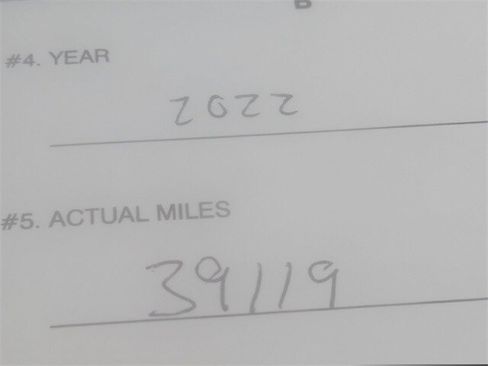 B
#4. YEAR
2022
#5. ACTUAL MILES
39119